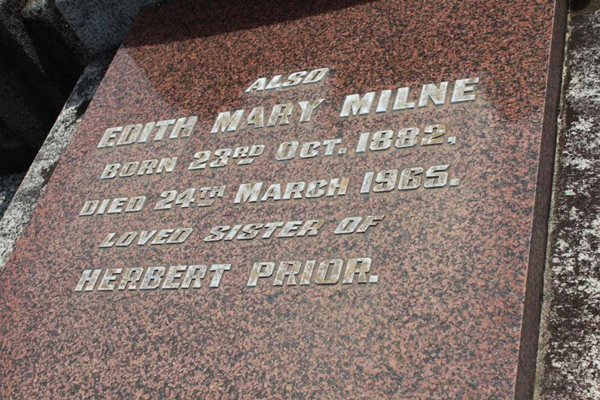 ALSO
EDITH MARY MILNE
BORN 23RD OCT. 1882,
DIED 24TH MARCH 1965.
LOVED SISTER OF
HERBERT PRIOR.